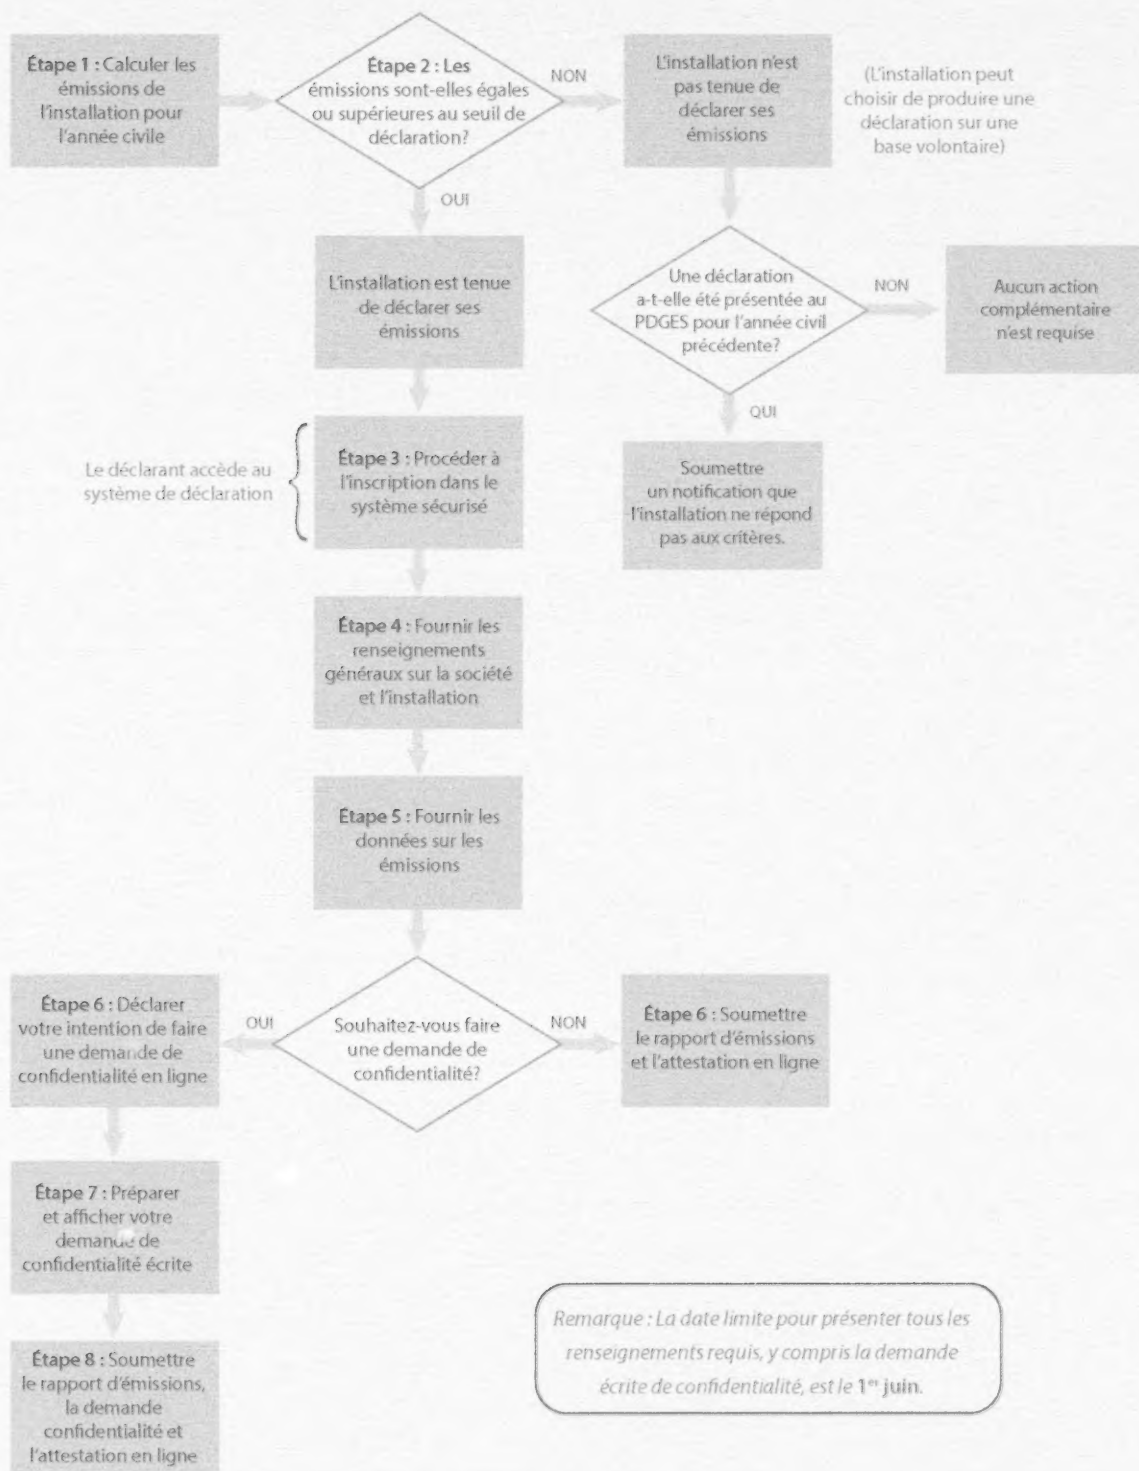 Étape 1 : Calculer les
émissions de
l'installation pour
l'année civile
Étape 2 : Les
émissions sont-elles égales
ou supérieures au seuil de
déclaration?
NON
L'installation n'est
pas tenue de
déclarer ses
émissions
(L'installation peut
choisir de produire une
déclaration sur une
base volontaire)
OUI
L'installation est tenue
de déclarer ses
émissions
Une déclaration
a-t-elle été présentée au
PDGES pour l'année civil
précédente?
NON
Aucun action
complémentaire
n'est requise
QUI
Soumettre
un notification que
l'installation ne répond
pas aux critères.
Le déclarant accède au
système de déclaration
Étape 3 : Procéder à
l'inscription dans le
système sécurisé
Étape 4 : Fournir les
renseignements
généraux sur la société
et l'installation
Étape 5 : Fournir les
données sur les
émissions
Souhaitez-vous faire
une demande de
confidentialité?
OUI
Étape 6 : Déclarer
votre intention de faire
une demande de
confidentialité en ligne
NON
Étape 6 : Soumettre
le rapport d'émissions
et l'attestation en ligne
Étape 7 : Préparer
et afficher votre
demande de
confidentialité écrite
Étape 8 : Soumettre
le rapport d'émissions,
la demande
confidentialité et
l'attestation en ligne
Remarque : La date limite pour présenter tous les
renseignements requis, y compris la demande
écrite de confidentialité, est le 1er juin.